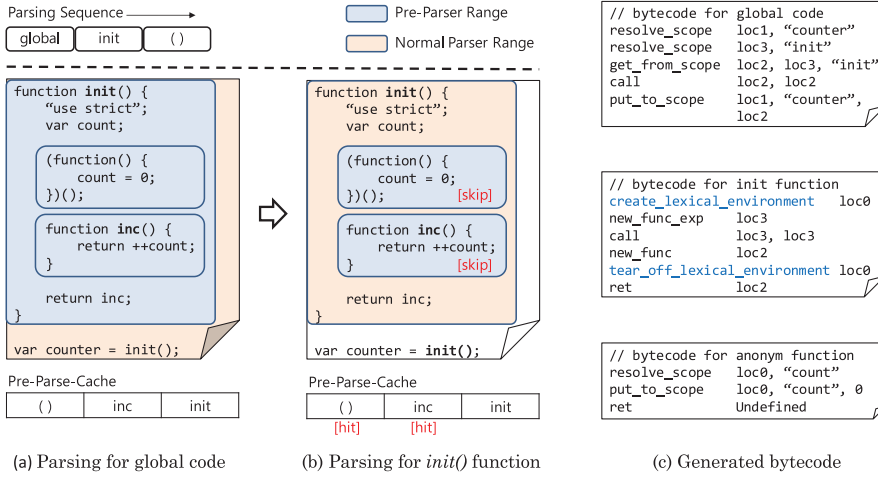 Parsing Sequence
global init ( )
Pre-Parser Range
Normal Parser Range
function init() {
“use strict”;
var count;
(function() {
count = 0;
})();
function inc() {
return ++count;
}
return inc;
}
var counter = init();
Pre-Parse-Cache
( ) inc init
(a) Parsing for global code
function init() {
“use strict”;
var count;
(function() {
count = 0;
})(); [skip]
function inc() {
return ++count;
} [skip]
return inc;
}
var counter = init();
Pre-Parse-Cache
( ) inc init
[hit] [hit]
(b) Parsing for init() function
// bytecode for global code
resolve_scope loc1, “counter”
resolve_scope loc3, “init”
get_from_scope loc2, loc3, “init”
call loc2, loc2
put_to_scope loc1, “counter”,
loc2
// bytecode for init function
create_lexical_environment loc0
new_func_exp loc3
call loc3, loc3
new_func loc2
tear_off_lexical_environment loc0
ret loc2
// bytecode for anonym function
resolve_scope loc0, “count”
put_to_scope loc0, “count”, 0
ret Undefined
(c) Generated bytecode